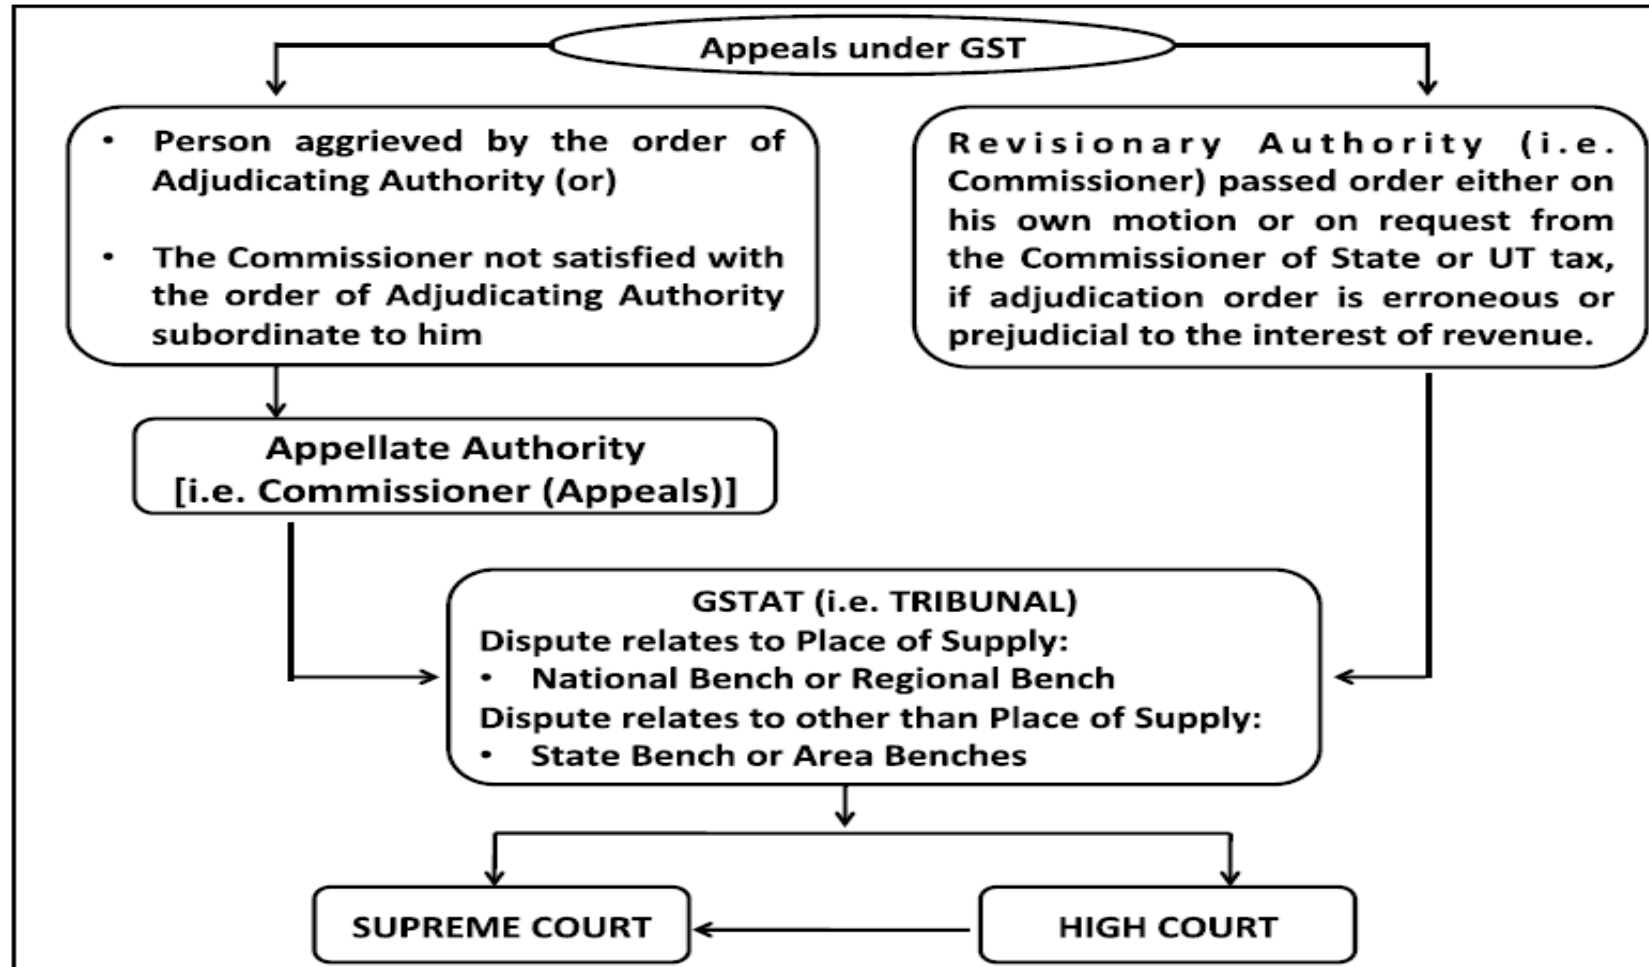 Appeals under GST
• Person aggrieved by the order of
Adjudicating Authority (or)
• The Commissioner not satisfied with
the order of Adjudicating Authority
subordinate to him
Revisionary Authority (i.e.
Commissioner) passed order either on
his own motion or on request from
the Commissioner of State or UT tax,
if adjudication order is erroneous or
prejudicial to the interest of revenue.
Appellate Authority
[i.e. Commissioner (Appeals)]
GSTAT (i.e. TRIBUNAL)
Dispute relates to Place of Supply:
• National Bench or Regional Bench
Dispute relates to other than Place of Supply:
• State Bench or Area Benches
SUPREME COURT
HIGH COURT